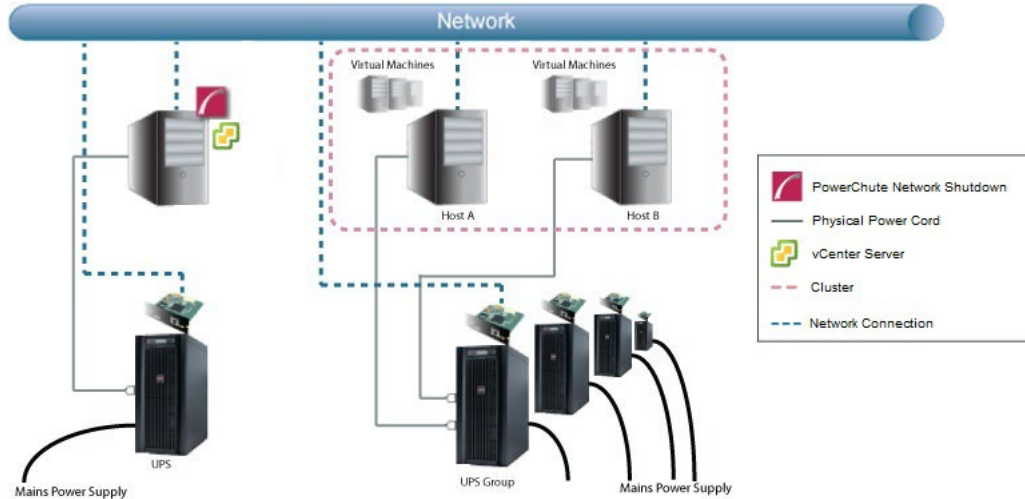 Network
Virtual Machines
Virtual Machines
Host A
Host B
PowerChute Network Shutdown
Physical Power Cord
vCenter Server
Cluster
Network Connection
UPS
UPS Group
Mains Power Supply
Mains Power Supply